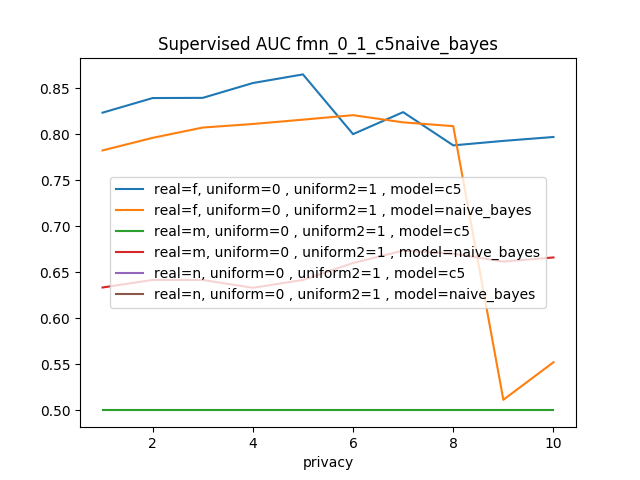 Supervised AUC fmn_0_1_c5naive_bayes
0.85
0.80
0.75
0.70
0.65
0.60
0.55
0.50
real=f, uniform=0 , uniform2=1 , model=c5
real=f, uniform=0 , uniform2=1 , model=naive_bayes
real=m, uniform=0 , uniform2=1 , model=c5
real=m, uniform=0 , uniform2=1 , model=naive_bayes
real=n, uniform=0 , uniform2=1 , model=c5
real=n, uniform=0 , uniform2=1 , model=naive_bayes
2 4 6 8 10
privacy